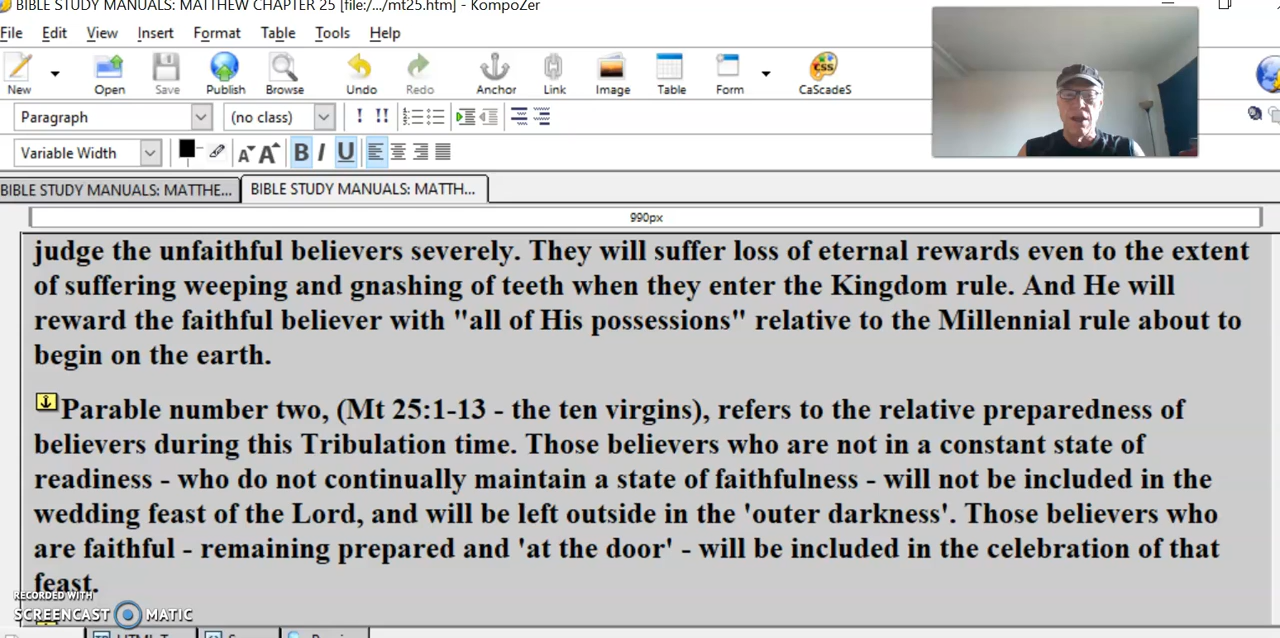 BIBLE STUDY MANUALS: MATTHEW CHAPTER 25 [file:/.../mt25.htm] - KompoZer
File Edit View Insert Format Table Tools Help
New Open Save Publish Browse Undo Redo Anchor Link Image Table Form CaScadeS
Paragraph (no class) ! !!
Variable Width A A B I U
BIBLE STUDY MANUALS: MATTHE... BIBLE STUDY MANUALS: MATTH...
990px
judge the unfaithful believers severely. They will suffer loss of eternal rewards even to the extent
of suffering weeping and gnashing of teeth when they enter the Kingdom rule. And He will
reward the faithful believer with "all of His possessions" relative to the Millennial rule about to
begin on the earth.
Parable number two, (Mt 25:1-13 - the ten virgins), refers to the relative preparedness of
believers during this Tribulation time. Those believers who are not in a constant state of
readiness - who do not continually maintain a state of faithfulness - will not be included in the
wedding feast of the Lord, and will be left outside in the 'outer darkness'. Those believers who
are faithful - remaining prepared and 'at the door' - will be included in the celebration of that
feast.
RECORDED WITH
SCREENCAST MATIC